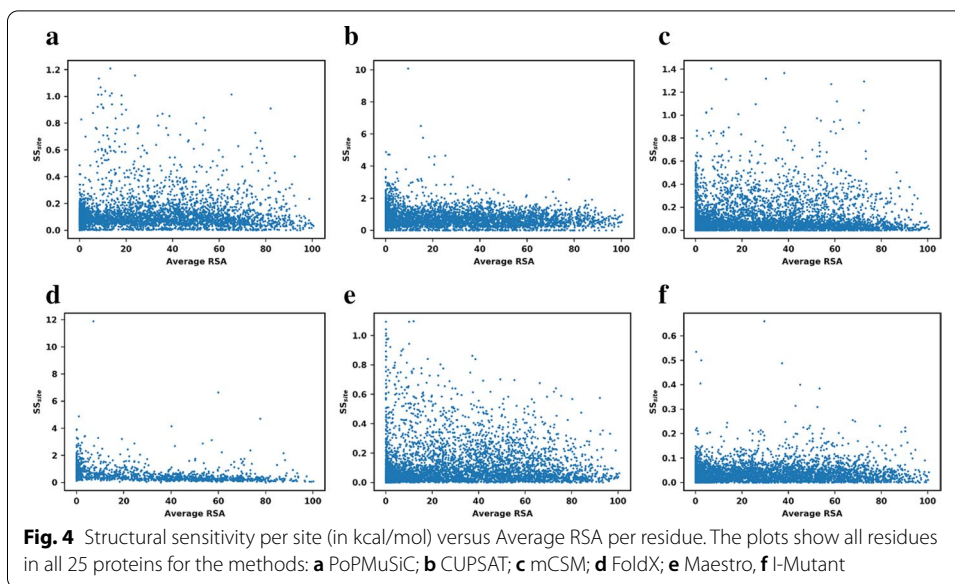 a
1.2
1.0
0.8
0.6
0.4
0.2
0.0
SSsite
0 20 40 60 80 100
Average RSA
b
10
8
6
4
2
0
SSsite
0 20 40 60 80 100
Average RSA
c
1.4
1.2
1.0
0.8
0.6
0.4
0.2
0.0
SSsite
0 20 40 60 80 100
Average RSA
d
12
10
8
6
4
2
0
SSsite
0 20 40 60 80 100
Average RSA
e
1.0
0.8
0.6
0.4
0.2
0.0
SSsite
0 20 40 60 80 100
Average RSA
f
0.6
0.5
0.4
0.3
0.2
0.1
0.0
SSsite
0 20 40 60 80 100
Average RSA
Fig. 4 Structural sensitivity per site (in kcal/mol) versus Average RSA per residue. The plots show all residues
in all 25 proteins for the methods: a PoPMuSiC; b CUPSAT; c mCSM; d FoldX; e Maestro, f I-Mutant